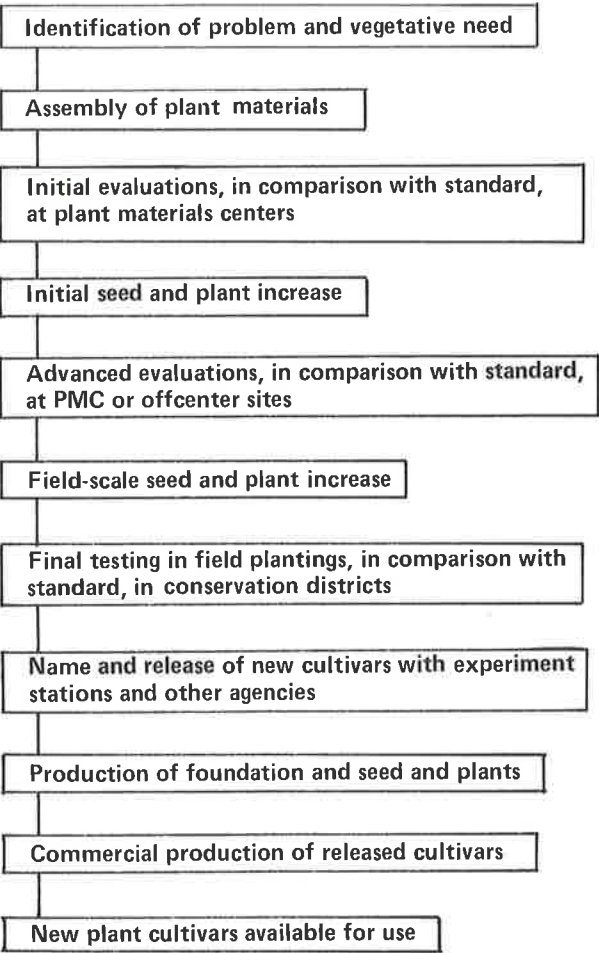 Identification of problem and vegetative need
Assembly of plant materials
Initial evaluations, in comparison with standard,
at plant materials centers
Initial seed and plant increase
Advanced evaluations, in comparison with standard,
at PMC or offcenter sites
Field-scale seed and plant increase
Final testing in field plantings, in comparison with
standard, in conservation districts
Name and release of new cultivars with experiment
stations and other agencies
Production of foundation and seed and plants
Commercial production of released cultivars
New plant cultivars available for use